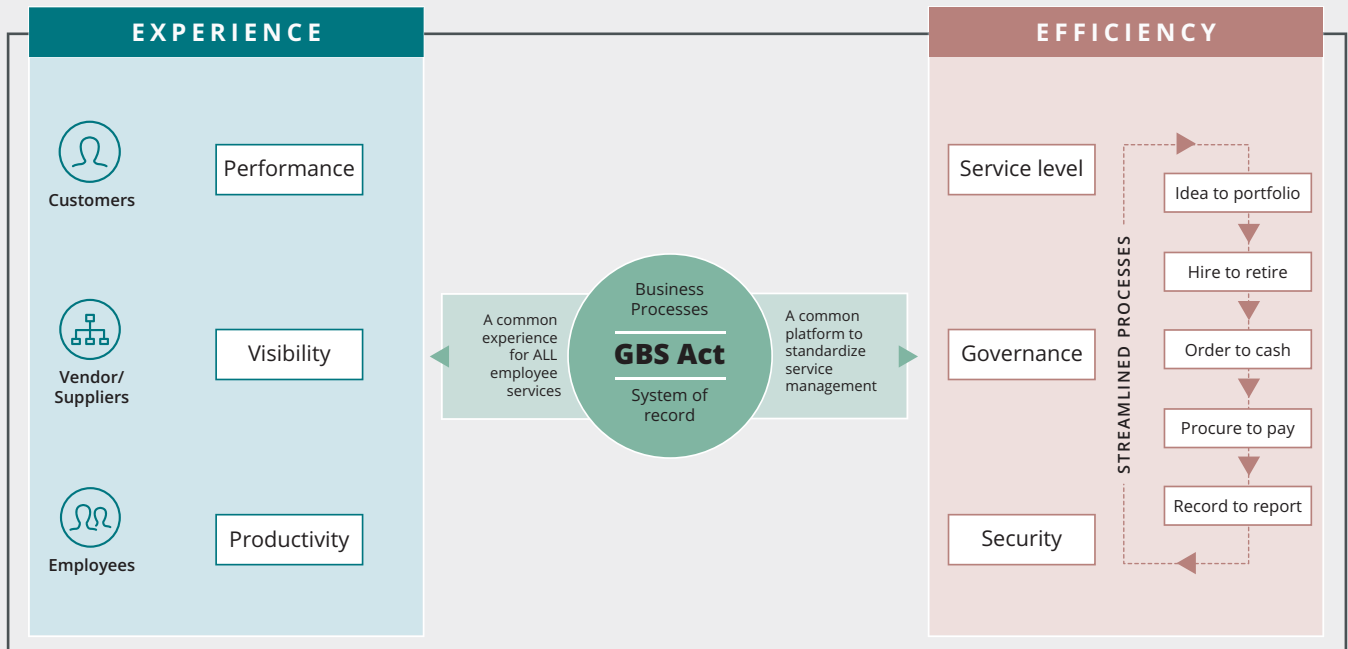 EXPERIENCE
Customers
Performance
Vendor/
Suppliers
Visibility
Employees
Productivity
A common
experience
for ALL
employee
services
Business
Processes
GBS Act
System of
record
A common
platform to
standardize
service
management
EFFICIENCY
Service level
Governance
Security
STREAMLINED PROCESSES
Idea to portfolio
Hire to retire
Order to cash
Procure to pay
Record to report